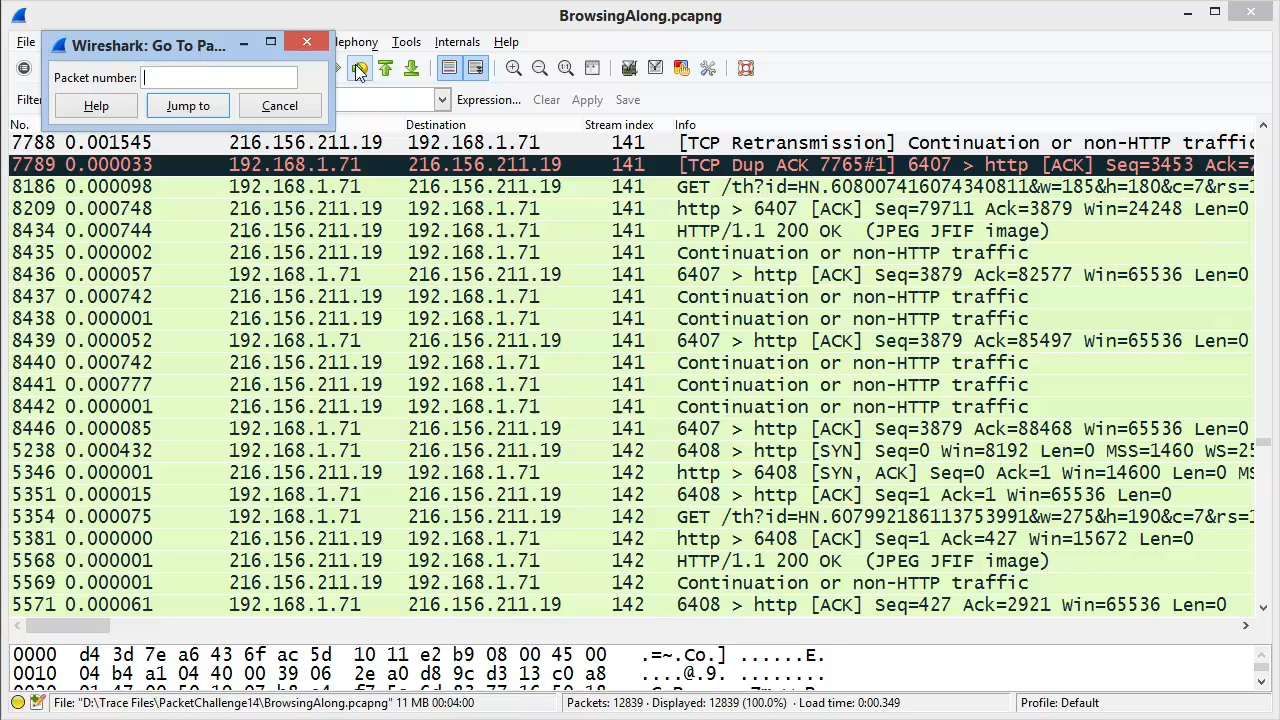 BrowsingAlong.pcapng
File
Wireshark: Go To Pa...
Packet number:
Help Jump to Cancel
lephony Tools Internals Help
Filter
Expression... Clear Apply Save
No. Destination Stream index Info
7788 0.001545 216.156.211.19 192.168.1.71 141 [TCP Retransmission] Continuation or non-HTTP traffic
7789 0.000033 192.168.1.71 216.156.211.19 141 [TCP Dup ACK 7765#1] 6407 > http [ACK] Seq=3453 Ack=7
8186 0.000098 192.168.1.71 216.156.211.19 141 GET /th?id=HN.608007416074340811&w=185&h=180&c=7&rs=1
8209 0.000748 216.156.211.19 192.168.1.71 141 http > 6407 [ACK] Seq=79711 Ack=3879 Win=24248 Len=0
8434 0.000744 216.156.211.19 192.168.1.71 141 HTTP/1.1 200 OK (JPEG JFIF image)
8435 0.000002 216.156.211.19 192.168.1.71 141 Continuation or non-HTTP traffic
8436 0.000057 192.168.1.71 216.156.211.19 141 6407 > http [ACK] Seq=3879 Ack=82577 Win=65536 Len=0
8437 0.000742 216.156.211.19 192.168.1.71 141 Continuation or non-HTTP traffic
8438 0.000001 216.156.211.19 192.168.1.71 141 Continuation or non-HTTP traffic
8439 0.000052 192.168.1.71 216.156.211.19 141 6407 > http [ACK] Seq=3879 Ack=85497 Win=65536 Len=0
8440 0.000742 216.156.211.19 192.168.1.71 141 Continuation or non-HTTP traffic
8441 0.000777 216.156.211.19 192.168.1.71 141 Continuation or non-HTTP traffic
8442 0.000001 216.156.211.19 192.168.1.71 141 Continuation or non-HTTP traffic
8446 0.000085 192.168.1.71 216.156.211.19 141 6407 > http [ACK] Seq=3879 Ack=88468 Win=65536 Len=0
5238 0.000432 192.168.1.71 216.156.211.19 142 6408 > http [SYN] Seq=0 Win=8192 Len=0 MSS=1460 WS=25
5346 0.000001 216.156.211.19 192.168.1.71 142 http > 6408 [SYN, ACK] Seq=0 Ack=1 Win=14600 Len=0 MS
5351 0.000015 192.168.1.71 216.156.211.19 142 6408 > http [ACK] Seq=1 Ack=1 Win=65536 Len=0
5354 0.000075 192.168.1.71 216.156.211.19 142 GET /th?id=HN.607992186113753991&w=275&h=190&c=7&rs=1
5381 0.000000 216.156.211.19 192.168.1.71 142 http > 6408 [ACK] Seq=1 Ack=427 Win=15672 Len=0
5568 0.000001 216.156.211.19 192.168.1.71 142 HTTP/1.1 200 OK (JPEG JFIF image)
5569 0.000001 216.156.211.19 192.168.1.71 142 Continuation or non-HTTP traffic
5571 0.000061 192.168.1.71 216.156.211.19 142 6408 > http [ACK] Seq=427 Ack=2921 Win=65536 Len=0
0000 d4 3d 7e a6 43 6f ac 5d 10 11 e2 b9 08 00 45 00 .=~.Co.] ......E.
0010 04 b4 a1 04 40 00 39 06 2e a0 d8 9c d3 13 c0 a8 ....@.9. ........
File: "D:\Trace Files\PacketChallenge14\BrowsingAlong.pcapng" 11 MB 00:04:00
Packets: 12839 · Displayed: 12839 (100.0%) · Load time: 0:00.349
Profile: Default